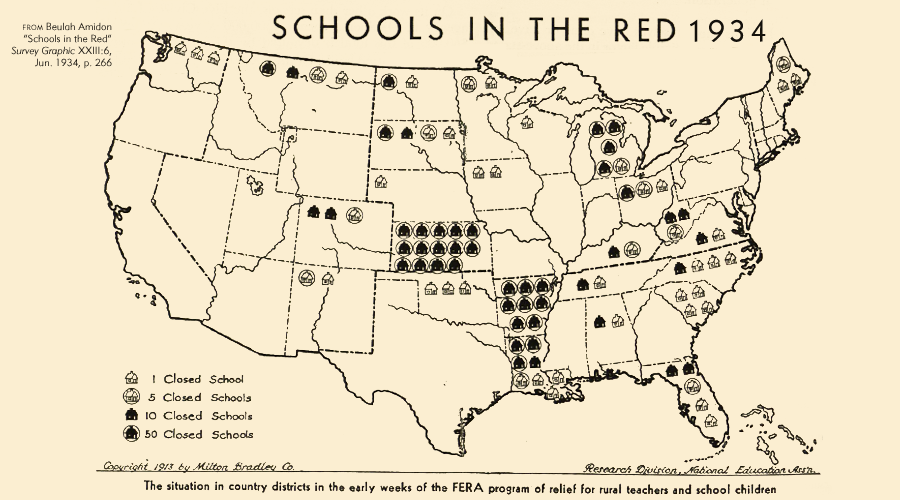 FROM Beulah Amidon
"Schools in the Red"
Survey Graphic XXIII:6,
Jun. 1934, p. 266
SCHOOLS IN THE RED 1934
1 Closed School
5 Closed Schools
10 Closed Schools
50 Closed Schools
Copyright 1913 by Milton Bradley Co.
Research Division, National Education Ass'n.
The situation in country districts in the early weeks of the FERA program of relief for rural teachers and school children